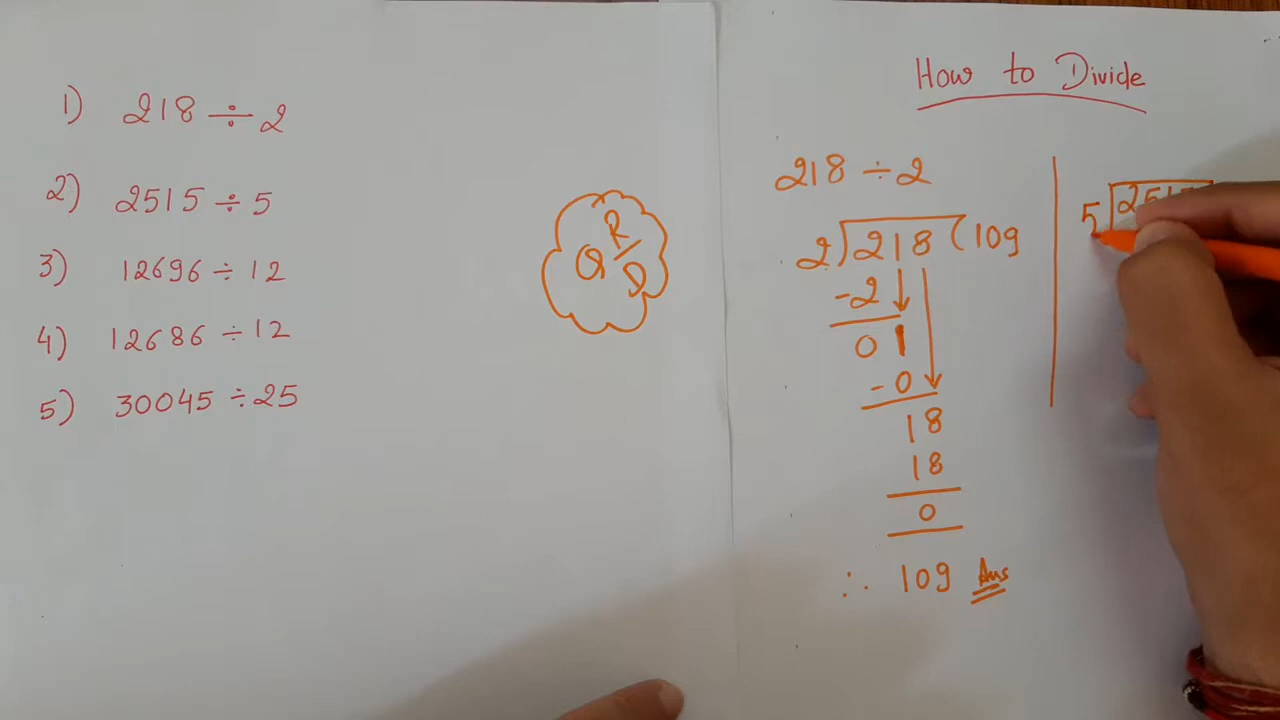 1) 218 ÷ 2
2) 2515 ÷ 5
3) 12696 ÷ 12
4) 12686 ÷ 12
5) 30045 ÷ 25
Q R/D
How to Divide
218 ÷ 2
2)218(109
-2
01
-0
18
18
0
∴ 109 Ans
5